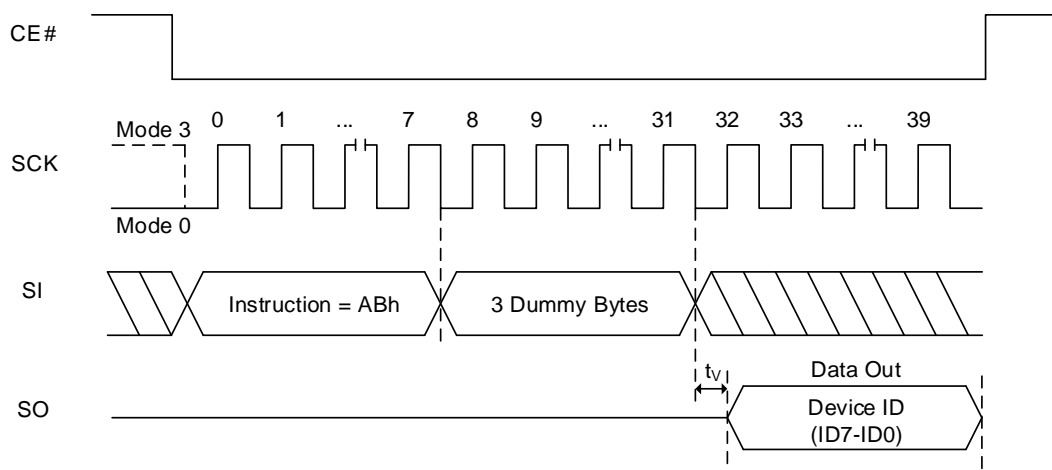 CE#
0 1 ... 7 8 9 ... 31 32 33 ... 39
Mode 3
SCK
Mode 0
SI
Instruction = ABh
3 Dummy Bytes
tV
Data Out
SO
Device ID
(ID7-ID0)